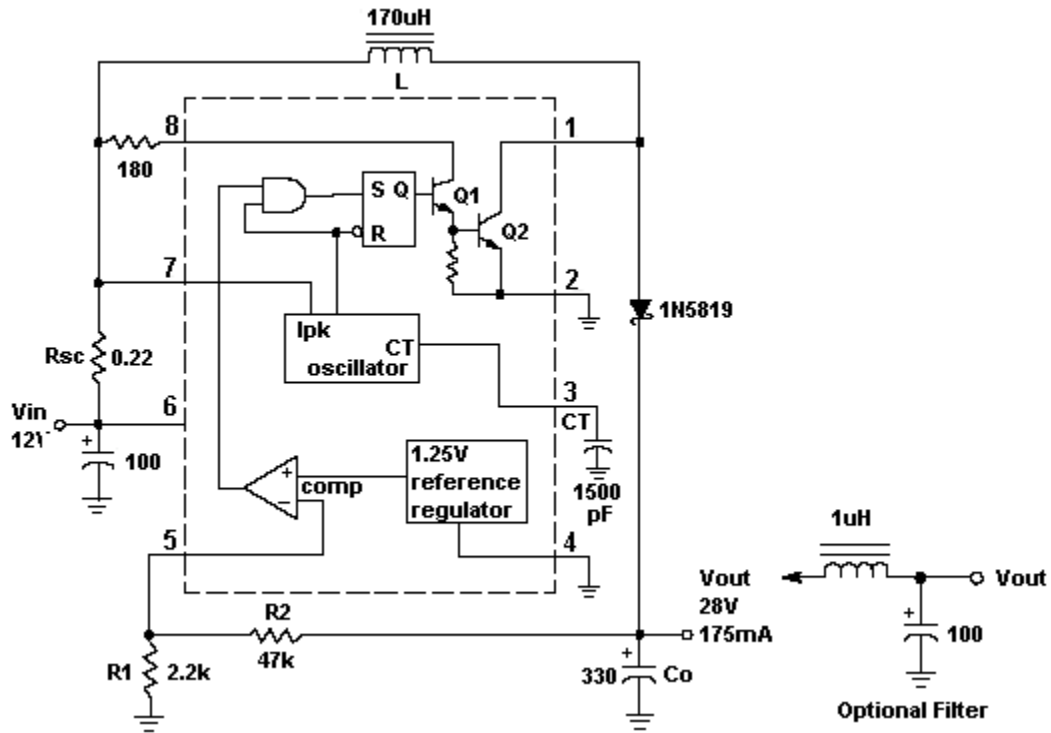 170uH
L
8
1
180
S Q
R
Q1
Q2
7
2
Ipk
CT
oscillator
1N5819
Rsc
0.22
3
CT
Vin
6
100
1500
pF
comp
1.25V
reference
regulator
5
4
1uH
R2
Vout
28V
175mA
Vout
R1
2.2k
47k
330
Co
100
Optional Filter